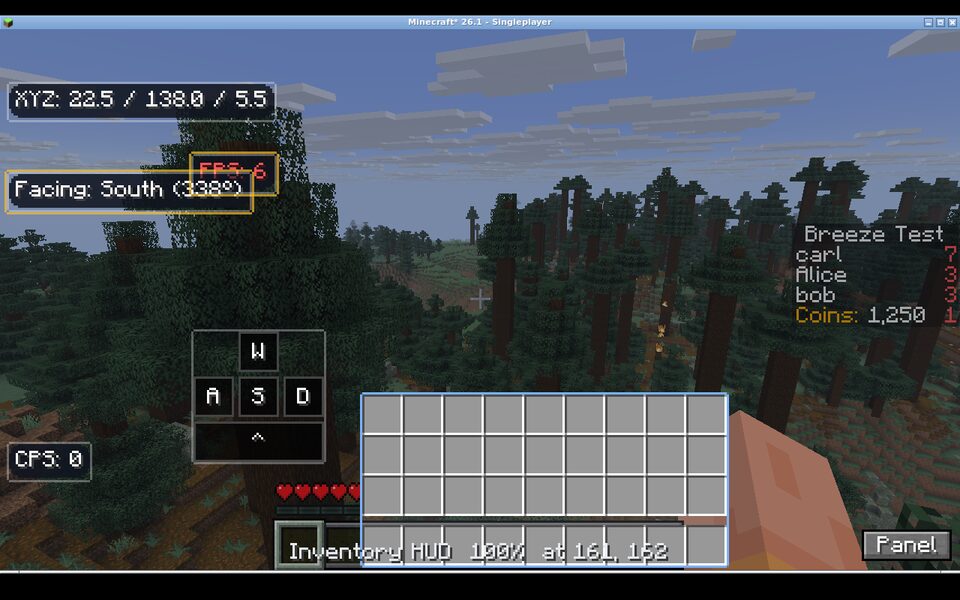 Minecraft* 26.1 - Singleplayer
XYZ: 22.5 / 138.0 / 5.5
FPS: 6
Facing: South (338°)
Breeze Test
carl 7
Alice 3
bob 3
Coins: 1,250 1
W
A S D
^
CPS: 0
Inventory HUD 100% at 161, 162
Panel